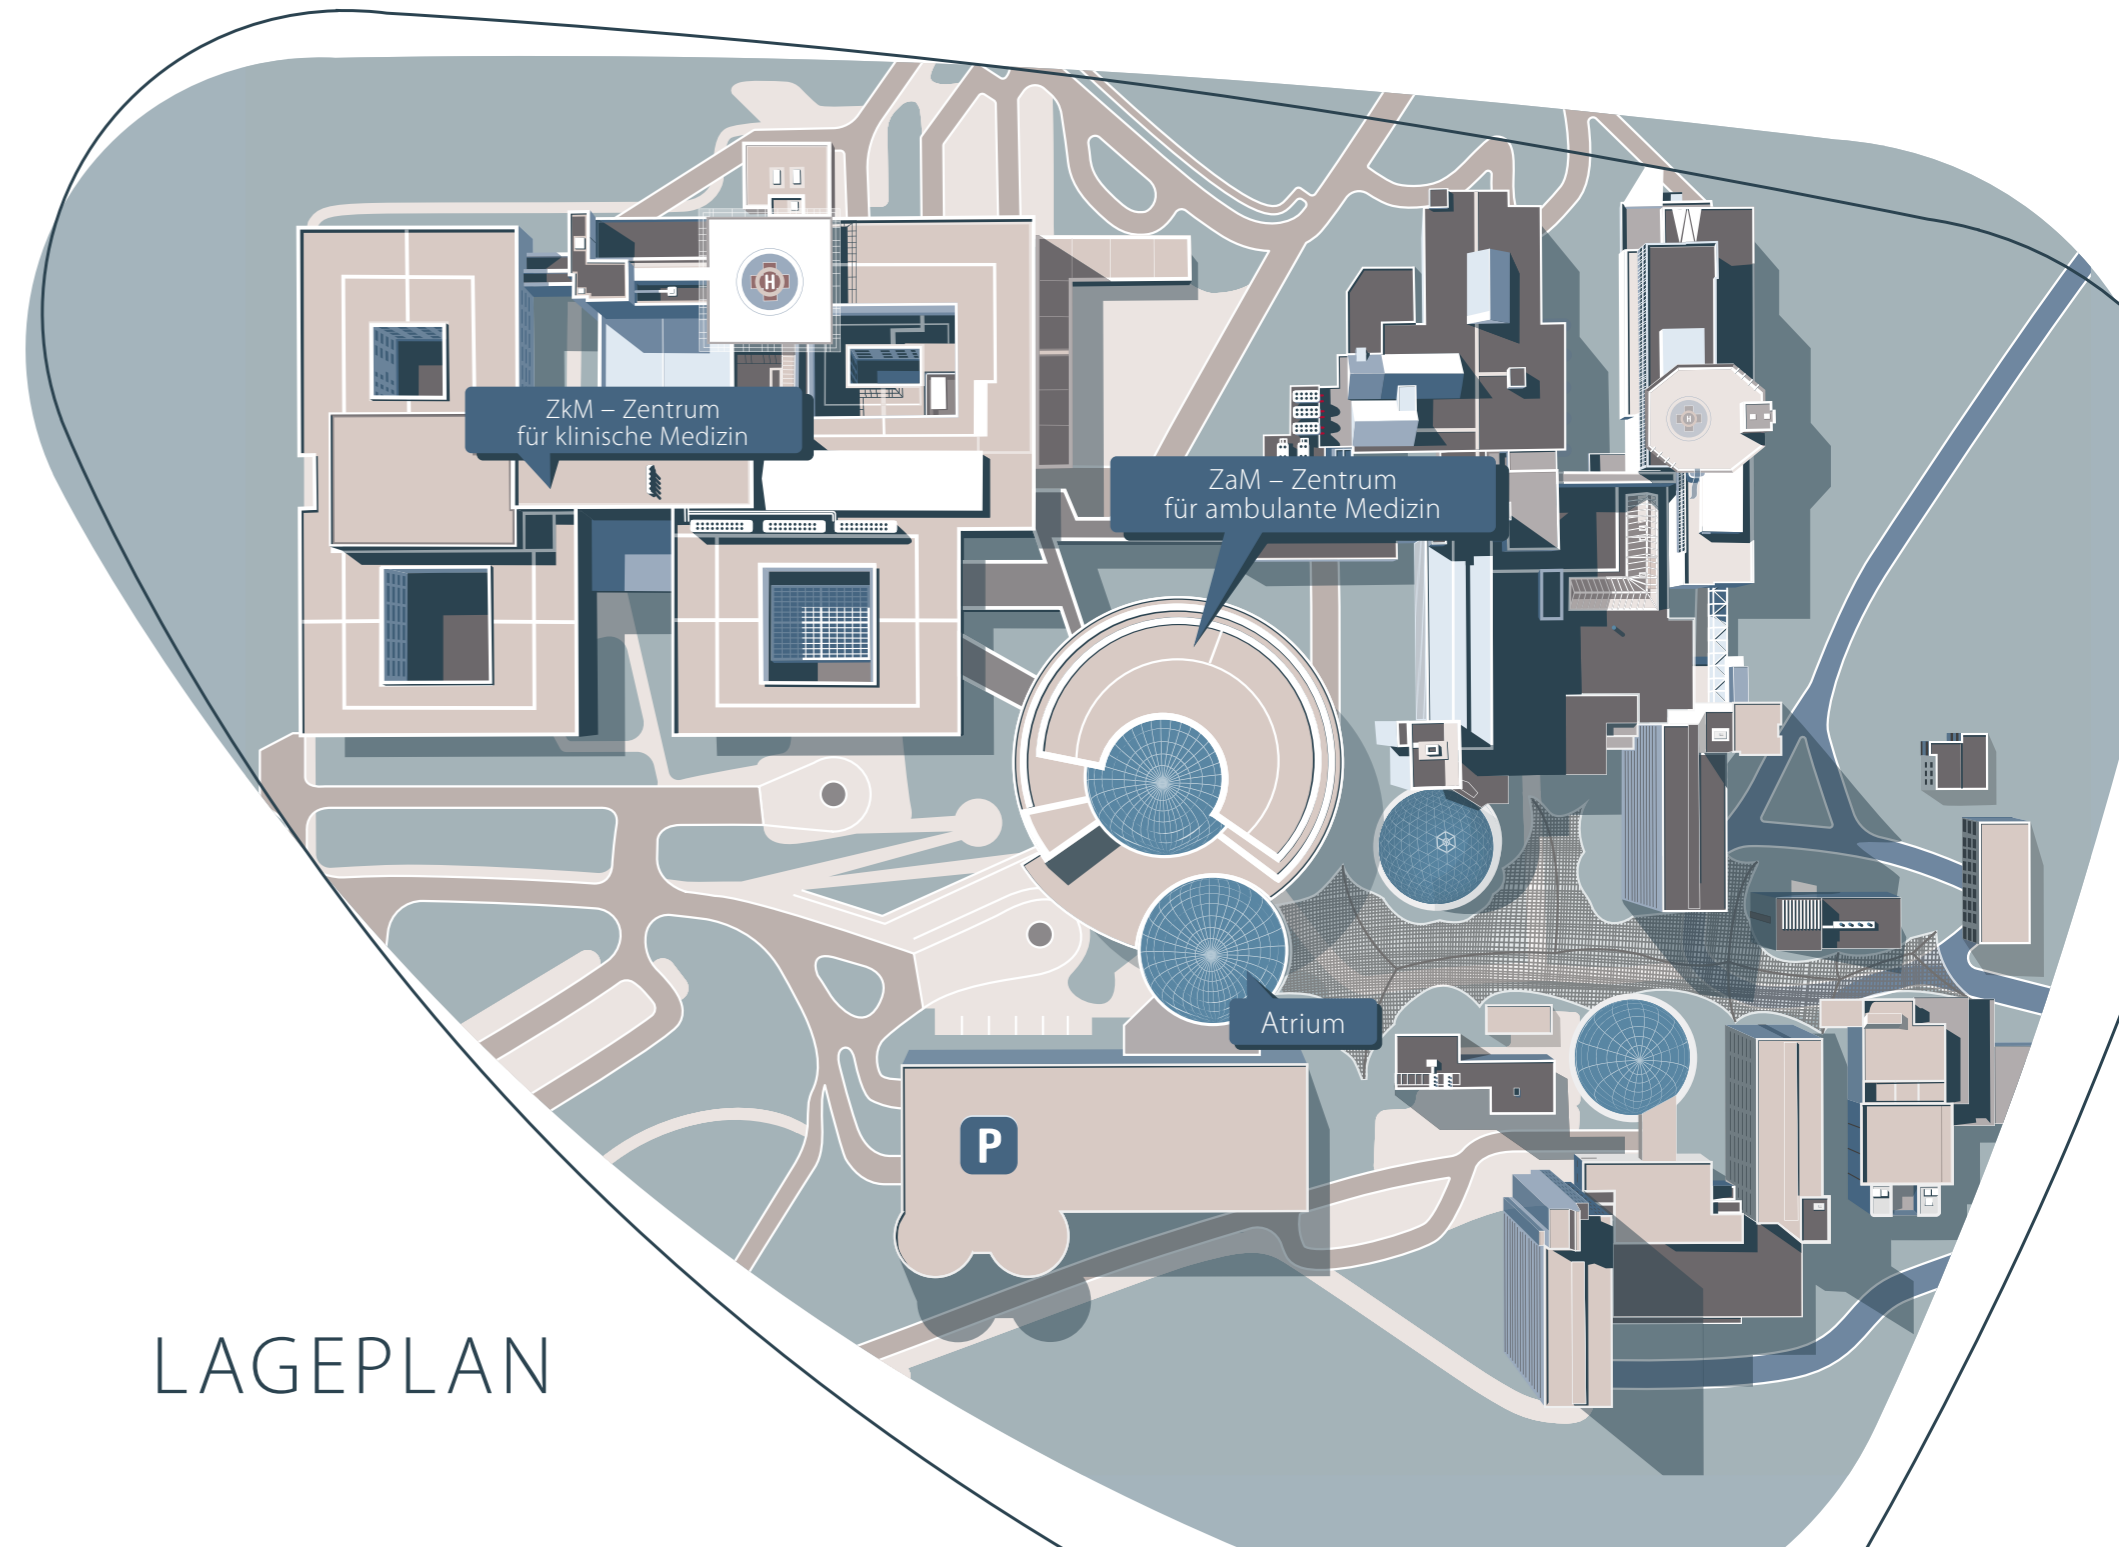 H
ZkM – Zentrum
für klinische Medizin
H
ZaM – Zentrum
für ambulante Medizin
Atrium
P
LAGEPLAN